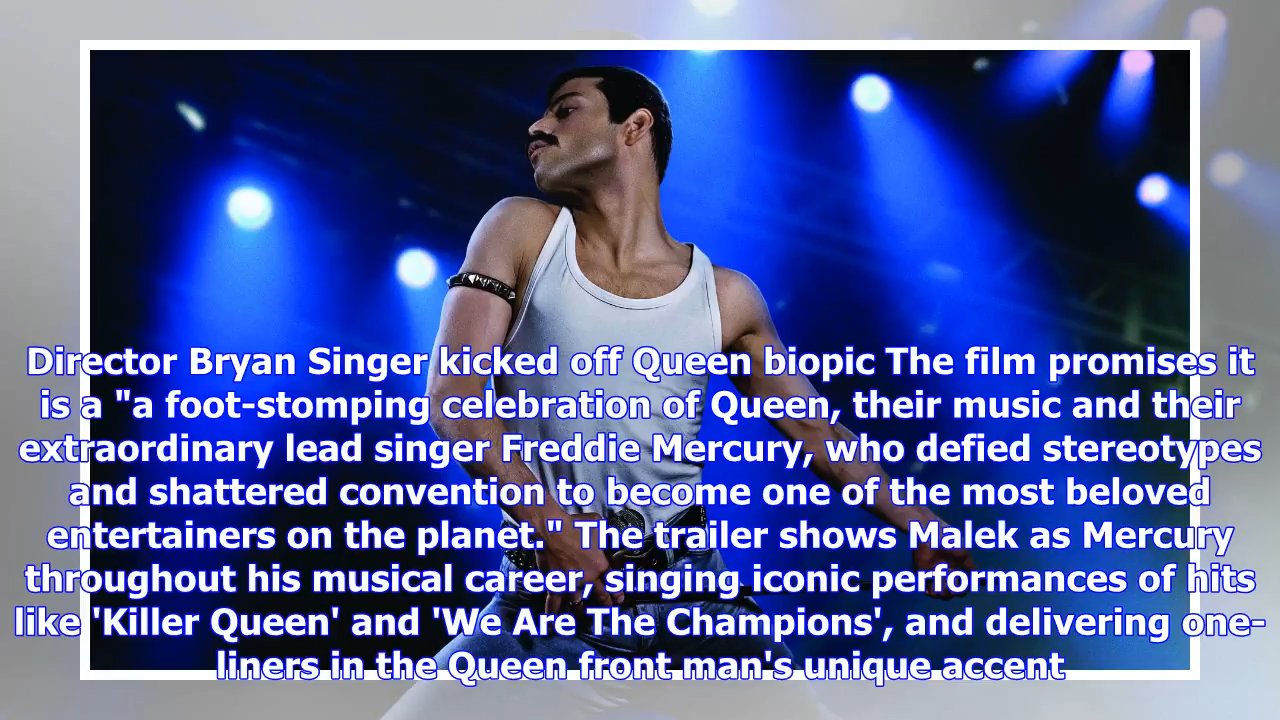 Director Bryan Singer kicked off Queen biopic The film promises it
is a "a foot-stomping celebration of Queen, their music and their
extraordinary lead singer Freddie Mercury, who defied stereotypes
and shattered convention to become one of the most beloved
entertainers on the planet." The trailer shows Malek as Mercury
throughout his musical career, singing iconic performances of hits
like 'Killer Queen' and 'We Are The Champions', and delivering one-
liners in the Queen front man's unique accent